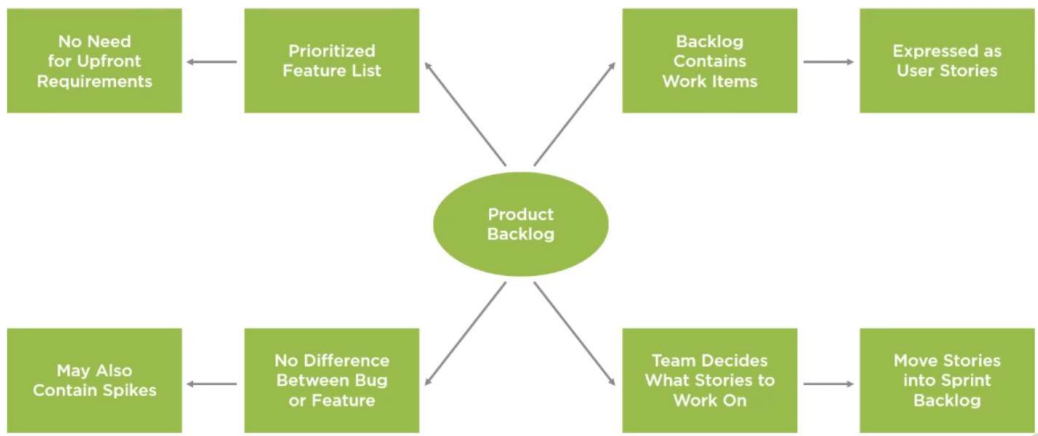 No Need
for Upfront
Requirements
Prioritized
Feature List
Backlog
Contains
Work Items
Expressed as
User Stories
Product
Backlog
May Also
Contain Spikes
No Difference
Between Bug
or Feature
Team Decides
What Stories to
Work On
Move Stories
into Sprint
Backlog